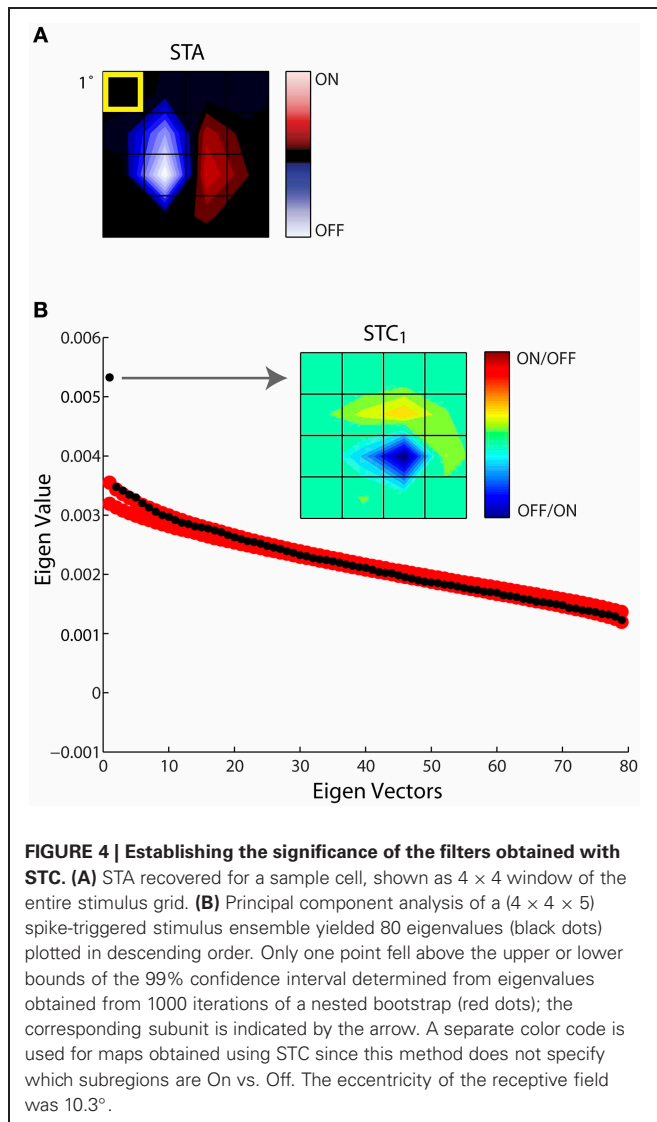 A
STA
1°
ON
OFF
B
0.006
0.005
0.004
0.003
0.002
0.001
0
−0.001
Eigen Value
STC1
ON/OFF
OFF/ON
0 10 20 30 40 50 60 70 80
Eigen Vectors
FIGURE 4 | Establishing the significance of the filters obtained with
STC. (A) STA recovered for a sample cell, shown as 4 × 4 window of the
entire stimulus grid. (B) Principal component analysis of a (4 × 4 × 5)
spike-triggered stimulus ensemble yielded 80 eigenvalues (black dots)
plotted in descending order. Only one point fell above the upper or lower
bounds of the 99% confidence interval determined from eigenvalues
obtained from 1000 iterations of a nested bootstrap (red dots); the
corresponding subunit is indicated by the arrow. A separate color code is
used for maps obtained using STC since this method does not specify
which subregions are On vs. Off. The eccentricity of the receptive field
was 10.3°.